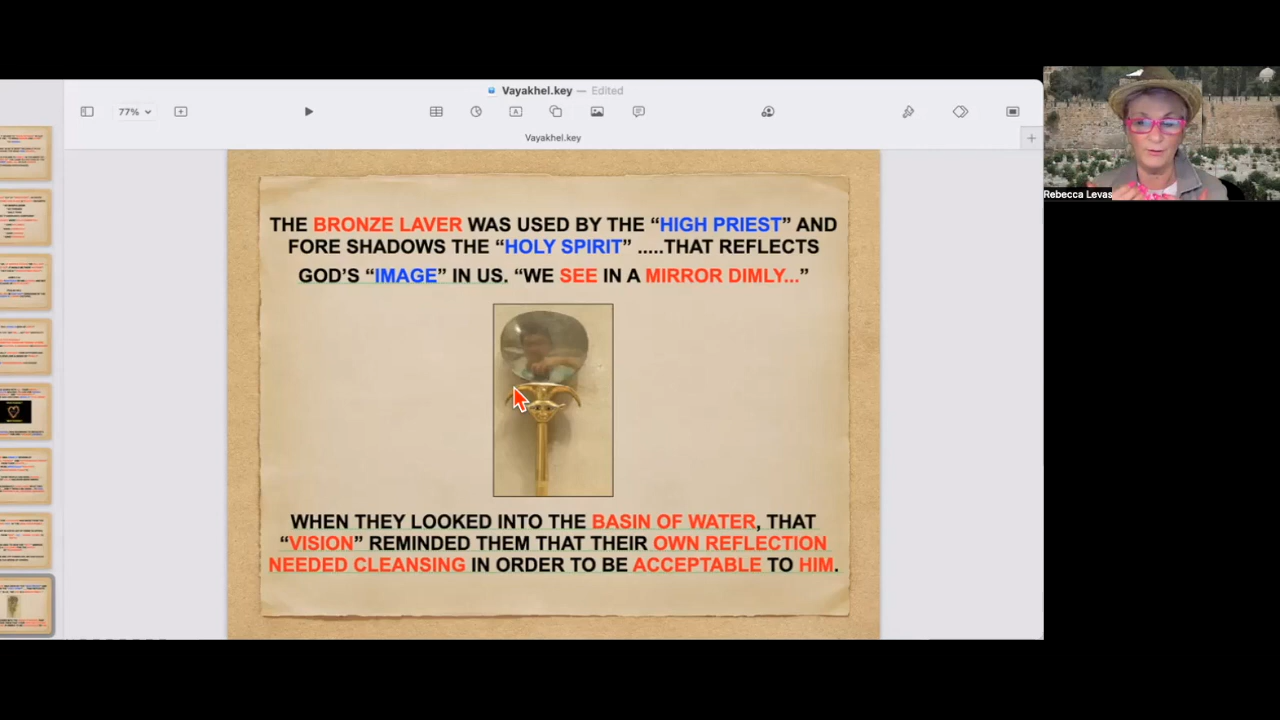 Vayakhel.key — Edited
77%
Vayakhel.key
Rebecca Levas
THE BRONZE LAVER WAS USED BY THE “HIGH PRIEST” AND
FORE SHADOWS THE “HOLY SPIRIT” .....THAT REFLECTS
GOD’S “IMAGE” IN US. “WE SEE IN A MIRROR DIMLY...”
WHEN THEY LOOKED INTO THE BASIN OF WATER, THAT
“VISION” REMINDED THEM THAT THEIR OWN REFLECTION
NEEDED CLEANSING IN ORDER TO BE ACCEPTABLE TO HIM.